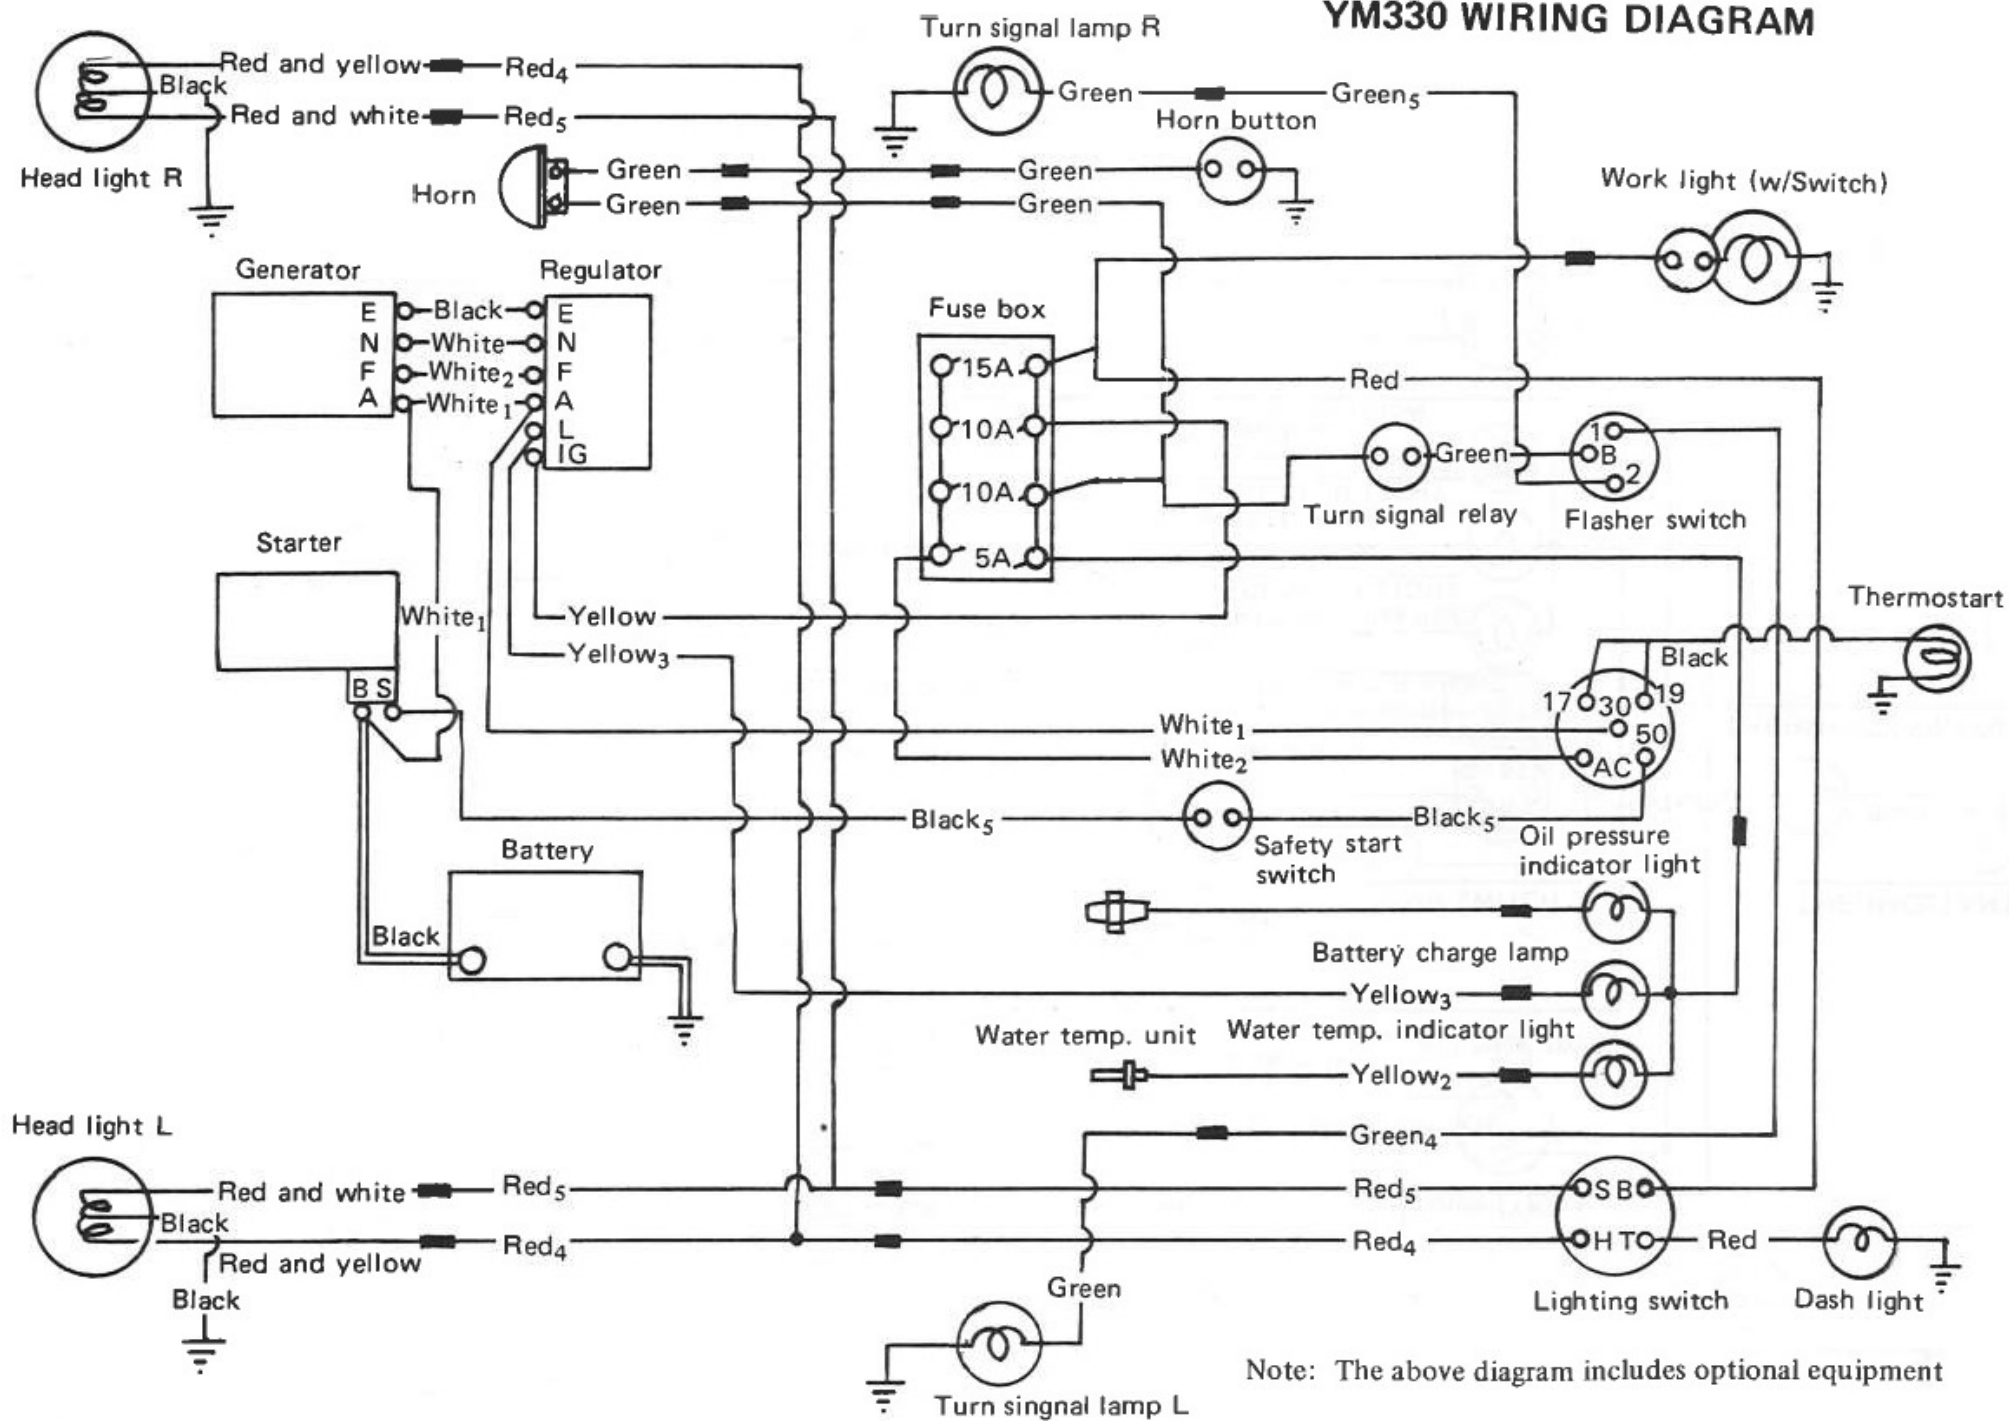 YM330 WIRING DIAGRAM
Turn signal lamp R
Red and yellow
Red4
Black
Red and white
Red5
Head light R
Green
Green5
Horn button
Horn
Green
Green
Green
Green
Work light (w/Switch)
Generator
Regulator
E
Black
E
N
White
N
F
White2
F
A
White1
A
L
IG
Fuse box
15A
10A
10A
5A
Red
1
B
2
Green
Turn signal relay
Flasher switch
Starter
White1
B S
Yellow
Yellow3
Thermostart
Black
17
30
19
50
AC
White1
White2
Black5
Black5
Safety start
switch
Oil pressure
indicator light
Battery
Black
Battery charge lamp
Yellow3
Water temp. unit
Water temp. indicator light
Yellow2
Head light L
Green4
Red and white
Red5
Red5
S B
Black
Red4
Red4
H T
Red
Red and yellow
Black
Green
Lighting switch
Dash light
Turn singnal lamp L
Note: The above diagram includes optional equipment